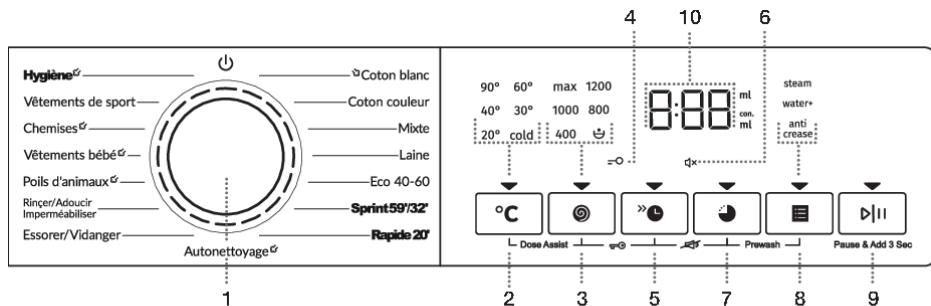 4 10 6
Hygiène
Vêtements de sport
Chemises
Vêtements bébé
Poils d'animaux
Rinçer/Adoucir
Imperméabiliser
Essorer/Vidanger
Autonettoyage
Coton blanc
Coton couleur
Mixte
Laine
Eco 40-60
Sprint 59'/32'
Rapide 20'
90° 60° max 1200
40° 30° 1000 800
20° cold 400
8:88
ml
con.
ml
steam
water+
anti
crease
°C
Dose Assist Prewash Pause & Add 3 Sec
1 2 3 5 7 8 9